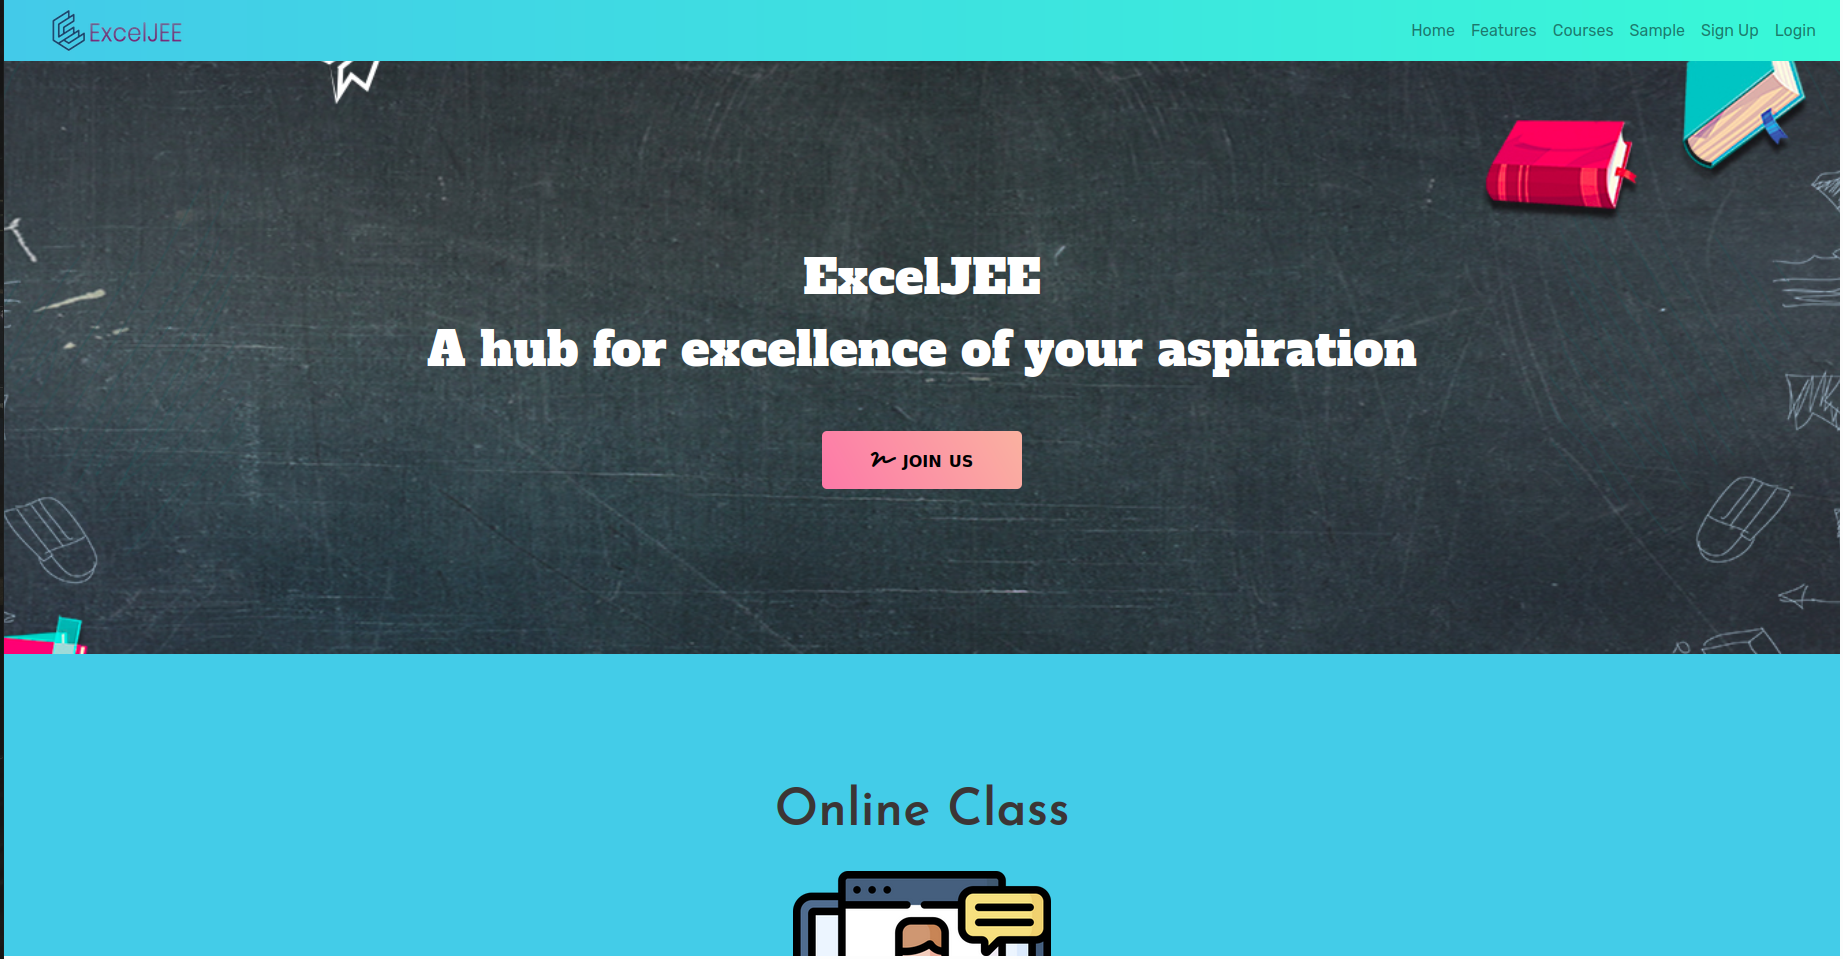 ExcelJEE
Home Features Courses Sample Sign Up Login
ExcelJEE
A hub for excellence of your aspiration
JOIN US
Online Class